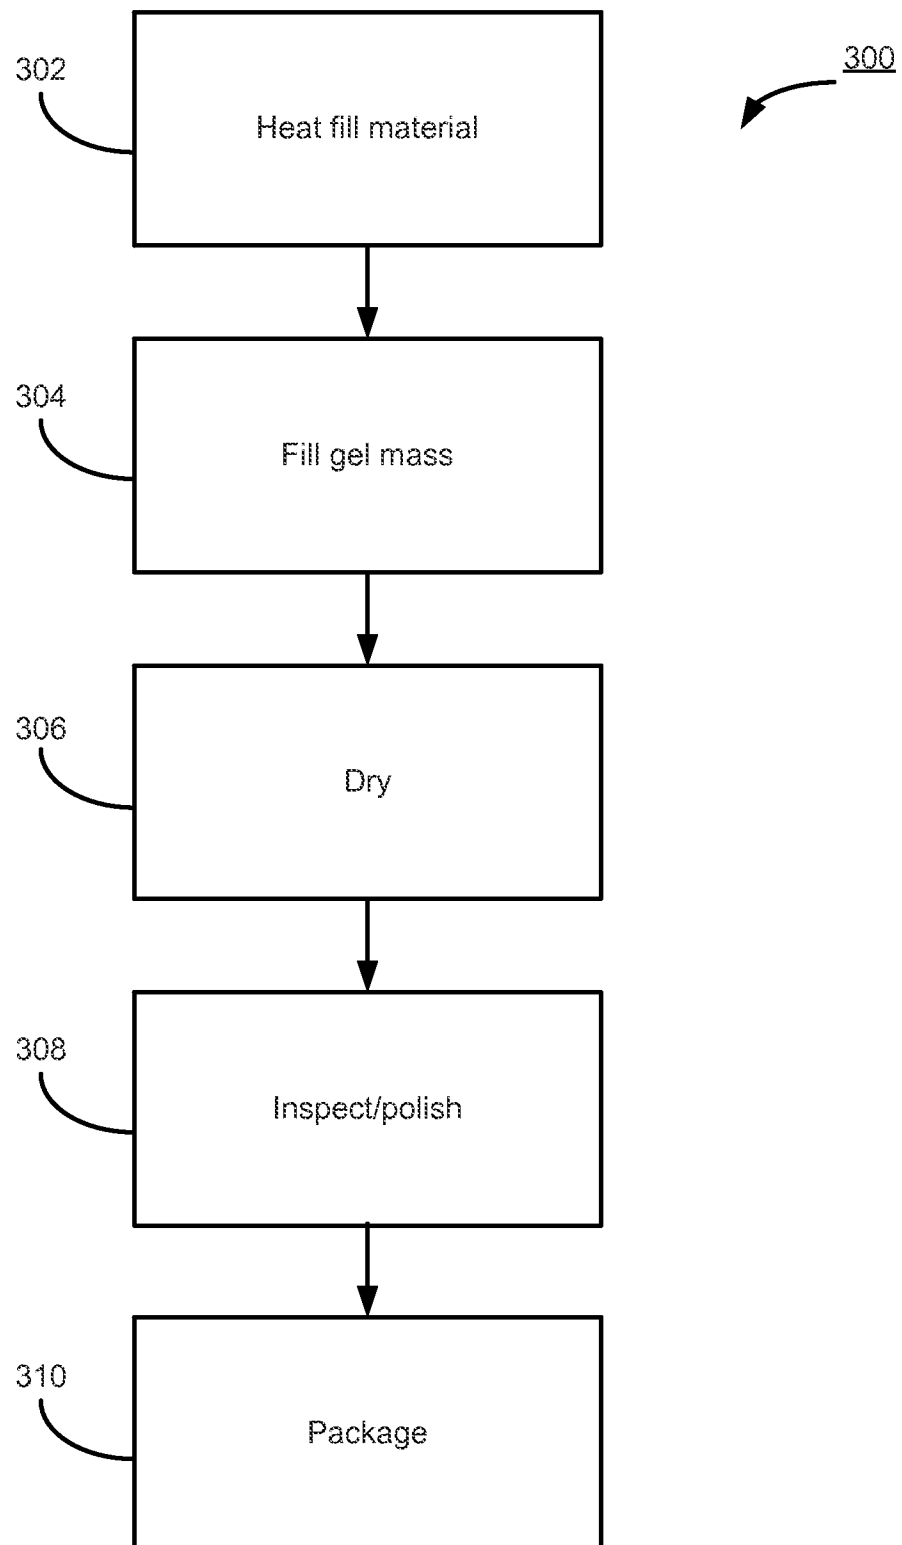 300
302
Heat fill material
304
Fill gel mass
306
Dry
308
Inspect/polish
310
Package